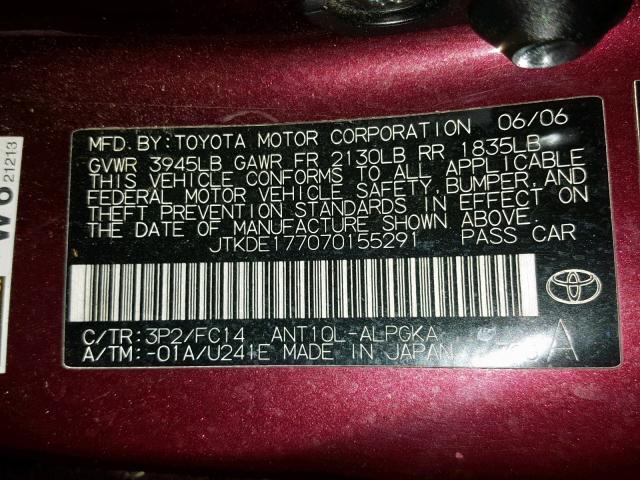 MFD. BY: TOYOTA MOTOR CORPORATION 06/06
GVWR 3945LB GAWR FR 2130LB RR 1835LB
THIS VEHICLE CONFORMS TO ALL APPLICABLE
FEDERAL MOTOR VEHICLE SAFETY, BUMPER, AND
THEFT PREVENTION STANDARDS IN EFFECT ON
THE DATE OF MANUFACTURE SHOWN ABOVE.
JTKDE177070155291 PASS CAR
C/TR: 3P2/FC14 ANT10L-ALPGKA
A/TM: -01A/U241E MADE IN JAPAN
A
21213